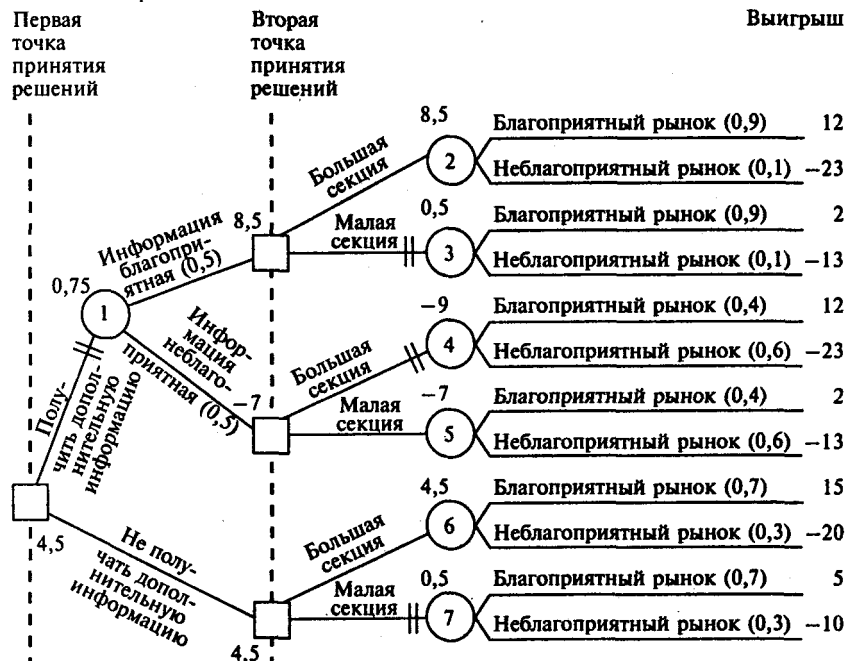 Первая
точка
принятия
решений
Вторая
точка
принятия
решений
Выигрыш
8,5
Большая
секция
2
Благоприятный рынок (0,9) 12
Неблагоприятный рынок (0,1) −23
8,5
0,5
Малая
секция
3
Благоприятный рынок (0,9) 2
Неблагоприятный рынок (0,1) −13
Информация
благопри-
ятная (0,5)
0,75
1
Инфор-
мация
неблаго-
приятная (0,5)
−7
−9
Большая
секция
4
Благоприятный рынок (0,4) 12
Неблагоприятный рынок (0,6) −23
−7
Малая
секция
5
Благоприятный рынок (0,4) 2
Неблагоприятный рынок (0,6) −13
Полу-
чить допол-
нительную
информацию
4,5
Не полу-
чать допол-
нительную
информацию
4,5
4,5
Большая
секция
6
Благоприятный рынок (0,7) 15
Неблагоприятный рынок (0,3) −20
0,5
Малая
секция
7
Благоприятный рынок (0,7) 5
Неблагоприятный рынок (0,3) −10